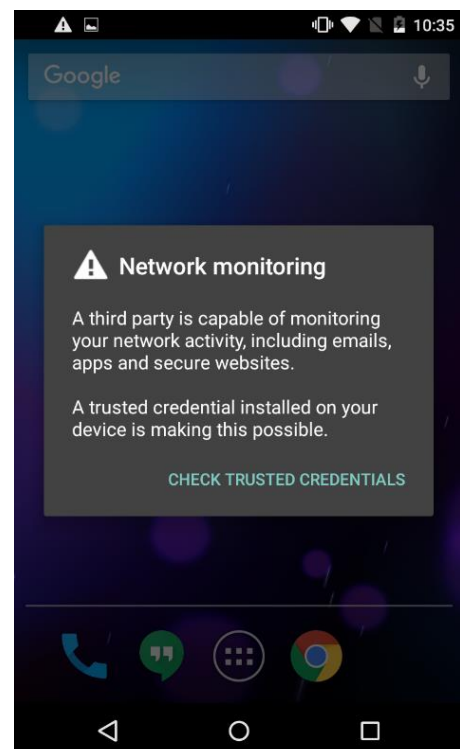 10:35
Google
Network monitoring
A third party is capable of monitoring
your network activity, including emails,
apps and secure websites.
A trusted credential installed on your
device is making this possible.
CHECK TRUSTED CREDENTIALS